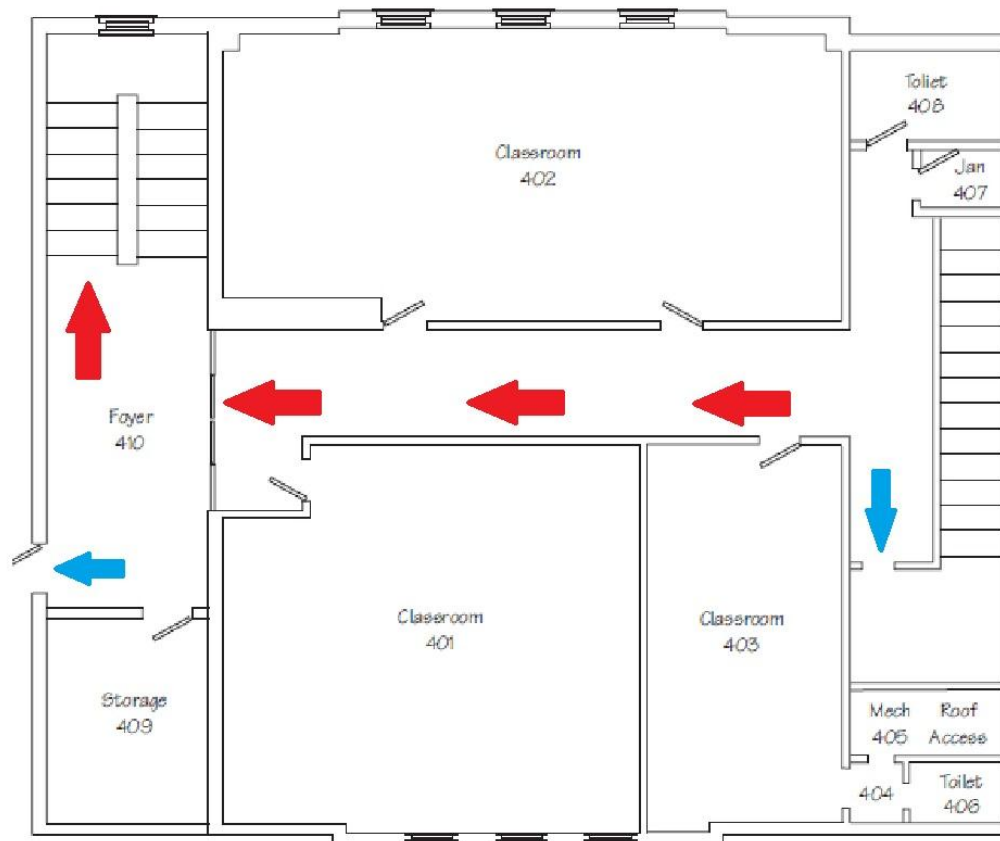 Toliet
408
Jan
407
Classroom
402
Foyer
410
Classroom
401
Classroom
403
Storage
409
Mech
405
Roof
Access
404
Toilet
406